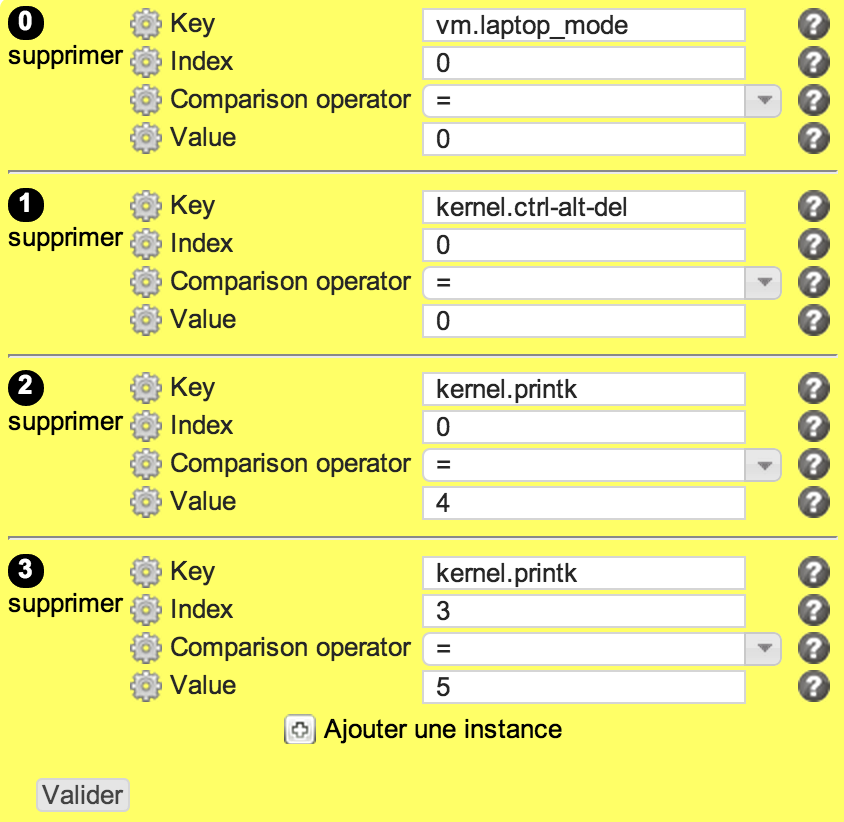 0 Key vm.laptop_mode ?
supprimer Index 0 ?
Comparison operator = ?
Value 0 ?
1 Key kernel.ctrl-alt-del ?
supprimer Index 0 ?
Comparison operator = ?
Value 0 ?
2 Key kernel.printk ?
supprimer Index 0 ?
Comparison operator = ?
Value 4 ?
3 Key kernel.printk ?
supprimer Index 3 ?
Comparison operator = ?
Value 5 ?
Ajouter une instance
Valider